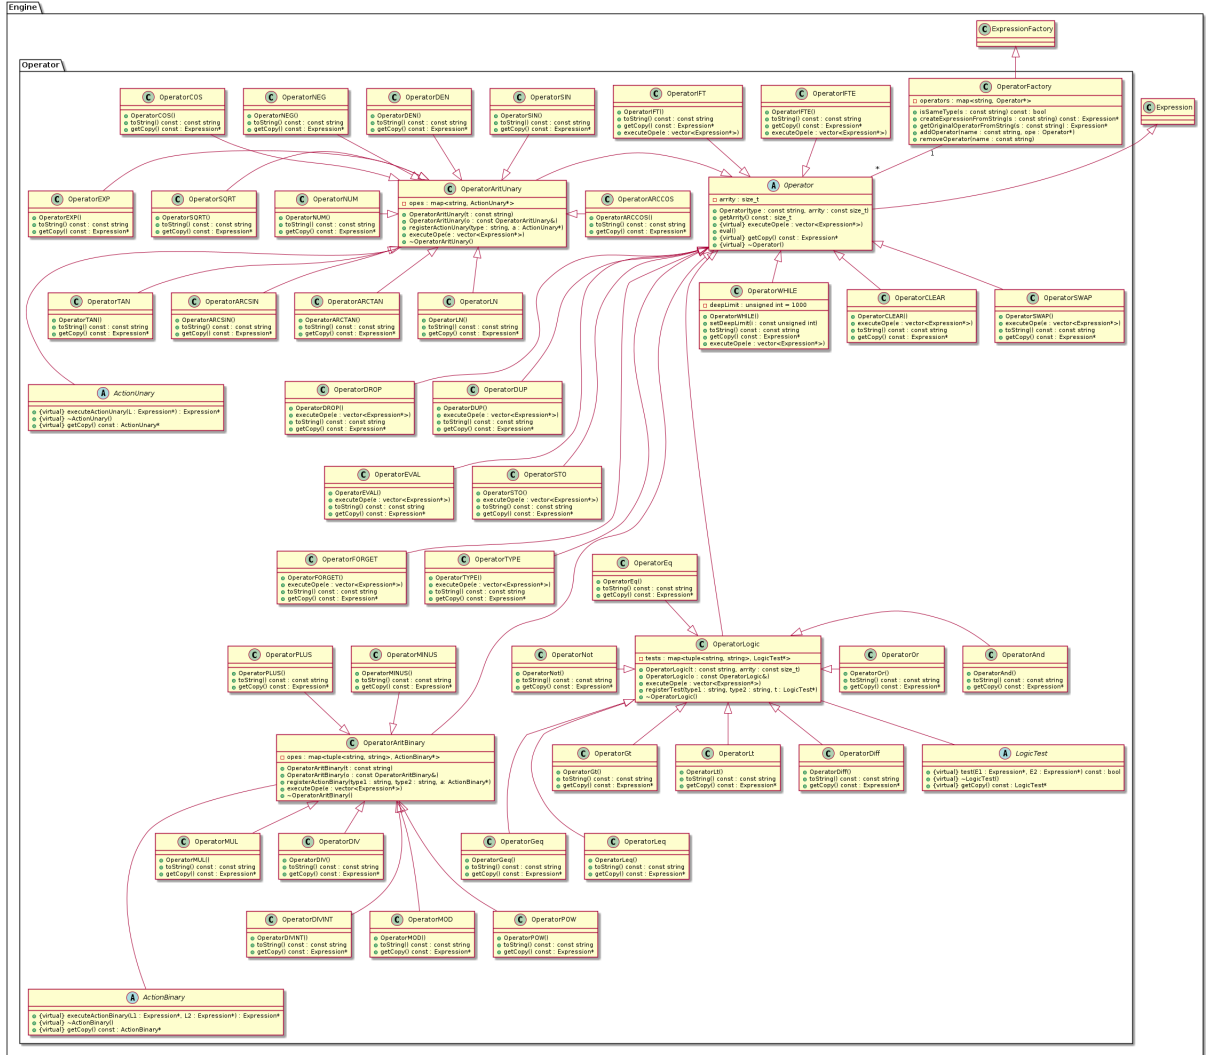 Engine
ExpressionFactory
Operator
OperatorCOS
OperatorCOS()
toString() const : const string
getCopy() const : Expression*
OperatorNEG
OperatorNEG()
toString() const : const string
getCopy() const : Expression*
OperatorDEN
OperatorDEN()
toString() const : const string
getCopy() const : Expression*
OperatorSIN
OperatorSIN()
toString() const : const string
getCopy() const : Expression*
OperatorIFT
OperatorIFT()
toString() const : const string
getCopy() const : Expression*
executeOpe(e : vector<Expression*>)
OperatorIFTE
OperatorIFTE()
toString() const : const string
getCopy() const : Expression*
executeOpe(e : vector<Expression*>)
OperatorFactory
operators : map<string, Operator*>
isSameType(s : const string) const : bool
createExpressionFromString(s : const string) const : Expression*
getOriginalOperatorFromString(s : const string) : Expression*
addOperator(name : const string, ope : Operator*)
removeOperator(name : const string)
Expression
1
*
OperatorEXP
OperatorEXP()
toString() const : const string
getCopy() const : Expression*
OperatorSQRT
OperatorSQRT()
toString() const : const string
getCopy() const : Expression*
OperatorNUM
OperatorNUM()
toString() const : const string
getCopy() const : Expression*
OperatorAritUnary
opes : map<string, ActionUnary*>
OperatorAritUnary(t : const string)
OperatorAritUnary(o : const OperatorAritUnary&)
registerActionUnary(type : string, a : ActionUnary*)
executeOpe(e : vector<Expression*>)
~OperatorAritUnary()
OperatorARCCOS
OperatorARCCOS()
toString() const : const string
getCopy() const : Expression*
Operator
arrity : size_t
Operator(type : const string, arrity : const size_t)
getArrity() const : size_t
{virtual} executeOpe(e : vector<Expression*>)
eval()
{virtual} getCopy() const : Expression*
{virtual} ~Operator()
OperatorTAN
OperatorTAN()
toString() const : const string
getCopy() const : Expression*
OperatorARCSIN
OperatorARCSIN()
toString() const : const string
getCopy() const : Expression*
OperatorARCTAN
OperatorARCTAN()
toString() const : const string
getCopy() const : Expression*
OperatorLN
OperatorLN()
toString() const : const string
getCopy() const : Expression*
OperatorWHILE
deepLimit : unsigned int = 1000
OperatorWHILE()
setDeepLimit(i : const unsigned int)
toString() const : const string
getCopy() const : Expression*
executeOpe(e : vector<Expression*>)
OperatorCLEAR
OperatorCLEAR()
executeOpe(e : vector<Expression*>)
toString() const : const string
getCopy() const : Expression*
OperatorSWAP
OperatorSWAP()
executeOpe(e : vector<Expression*>)
toString() const : const string
getCopy() const : Expression*
ActionUnary
{virtual} executeActionUnary(L : Expression*) : Expression*
{virtual} ~ActionUnary()
{virtual} getCopy() const : ActionUnary*
OperatorDROP
OperatorDROP()
executeOpe(e : vector<Expression*>)
toString() const : const string
getCopy() const : Expression*
OperatorDUP
OperatorDUP()
executeOpe(e : vector<Expression*>)
toString() const : const string
getCopy() const : Expression*
OperatorEVAL
OperatorEVAL()
executeOpe(e : vector<Expression*>)
toString() const : const string
getCopy() const : Expression*
OperatorSTO
OperatorSTO()
executeOpe(e : vector<Expression*>)
toString() const : const string
getCopy() const : Expression*
OperatorFORGET
OperatorFORGET()
executeOpe(e : vector<Expression*>)
toString() const : const string
getCopy() const : Expression*
OperatorTYPE
OperatorTYPE()
executeOpe(e : vector<Expression*>)
toString() const : const string
getCopy() const : Expression*
OperatorEq
OperatorEq()
toString() const : const string
getCopy() const : Expression*
OperatorPLUS
OperatorPLUS()
toString() const : const string
getCopy() const : Expression*
OperatorMINUS
OperatorMINUS()
toString() const : const string
getCopy() const : Expression*
OperatorNot
OperatorNot()
toString() const : const string
getCopy() const : Expression*
OperatorLogic
tests : map<tuple<string, string>, LogicTest*>
OperatorLogic(t : const string, arrity : const size_t)
OperatorLogic(o : const OperatorLogic&)
executeOpe(e : vector<Expression*>)
registerTest(type1 : string, type2 : string, t : LogicTest*)
~OperatorLogic()
OperatorOr
OperatorOr()
toString() const : const string
getCopy() const : Expression*
OperatorAnd
OperatorAnd()
toString() const : const string
getCopy() const : Expression*
OperatorAritBinary
opes : map<tuple<string, string>, ActionBinary*>
OperatorAritBinary(t : const string)
OperatorAritBinary(o : const OperatorAritBinary&)
registerActionBinary(type1 : string, type2 : string, a: ActionBinary*)
executeOpe(e : vector<Expression*>)
~OperatorAritBinary()
OperatorGt
OperatorGt()
toString() const : const string
getCopy() const : Expression*
OperatorLt
OperatorLt()
toString() const : const string
getCopy() const : Expression*
OperatorDiff
OperatorDiff()
toString() const : const string
getCopy() const : Expression*
LogicTest
{virtual} test(E1 : Expression*, E2 : Expression*) const : bool
{virtual} ~LogicTest()
{virtual} getCopy() const : LogicTest*
OperatorMUL
OperatorMUL()
toString() const : const string
getCopy() const : Expression*
OperatorDIV
OperatorDIV()
toString() const : const string
getCopy() const : Expression*
OperatorGeq
OperatorGeq()
toString() const : const string
getCopy() const : Expression*
OperatorLeq
OperatorLeq()
toString() const : const string
getCopy() const : Expression*
OperatorDIVINT
OperatorDIVINT()
toString() const : const string
getCopy() const : Expression*
OperatorMOD
OperatorMOD()
toString() const : const string
getCopy() const : Expression*
OperatorPOW
OperatorPOW()
toString() const : const string
getCopy() const : Expression*
ActionBinary
{virtual} executeActionBinary(L1 : Expression*, L2 : Expression*) : Expression*
{virtual} ~ActionBinary()
{virtual} getCopy() const : ActionBinary*